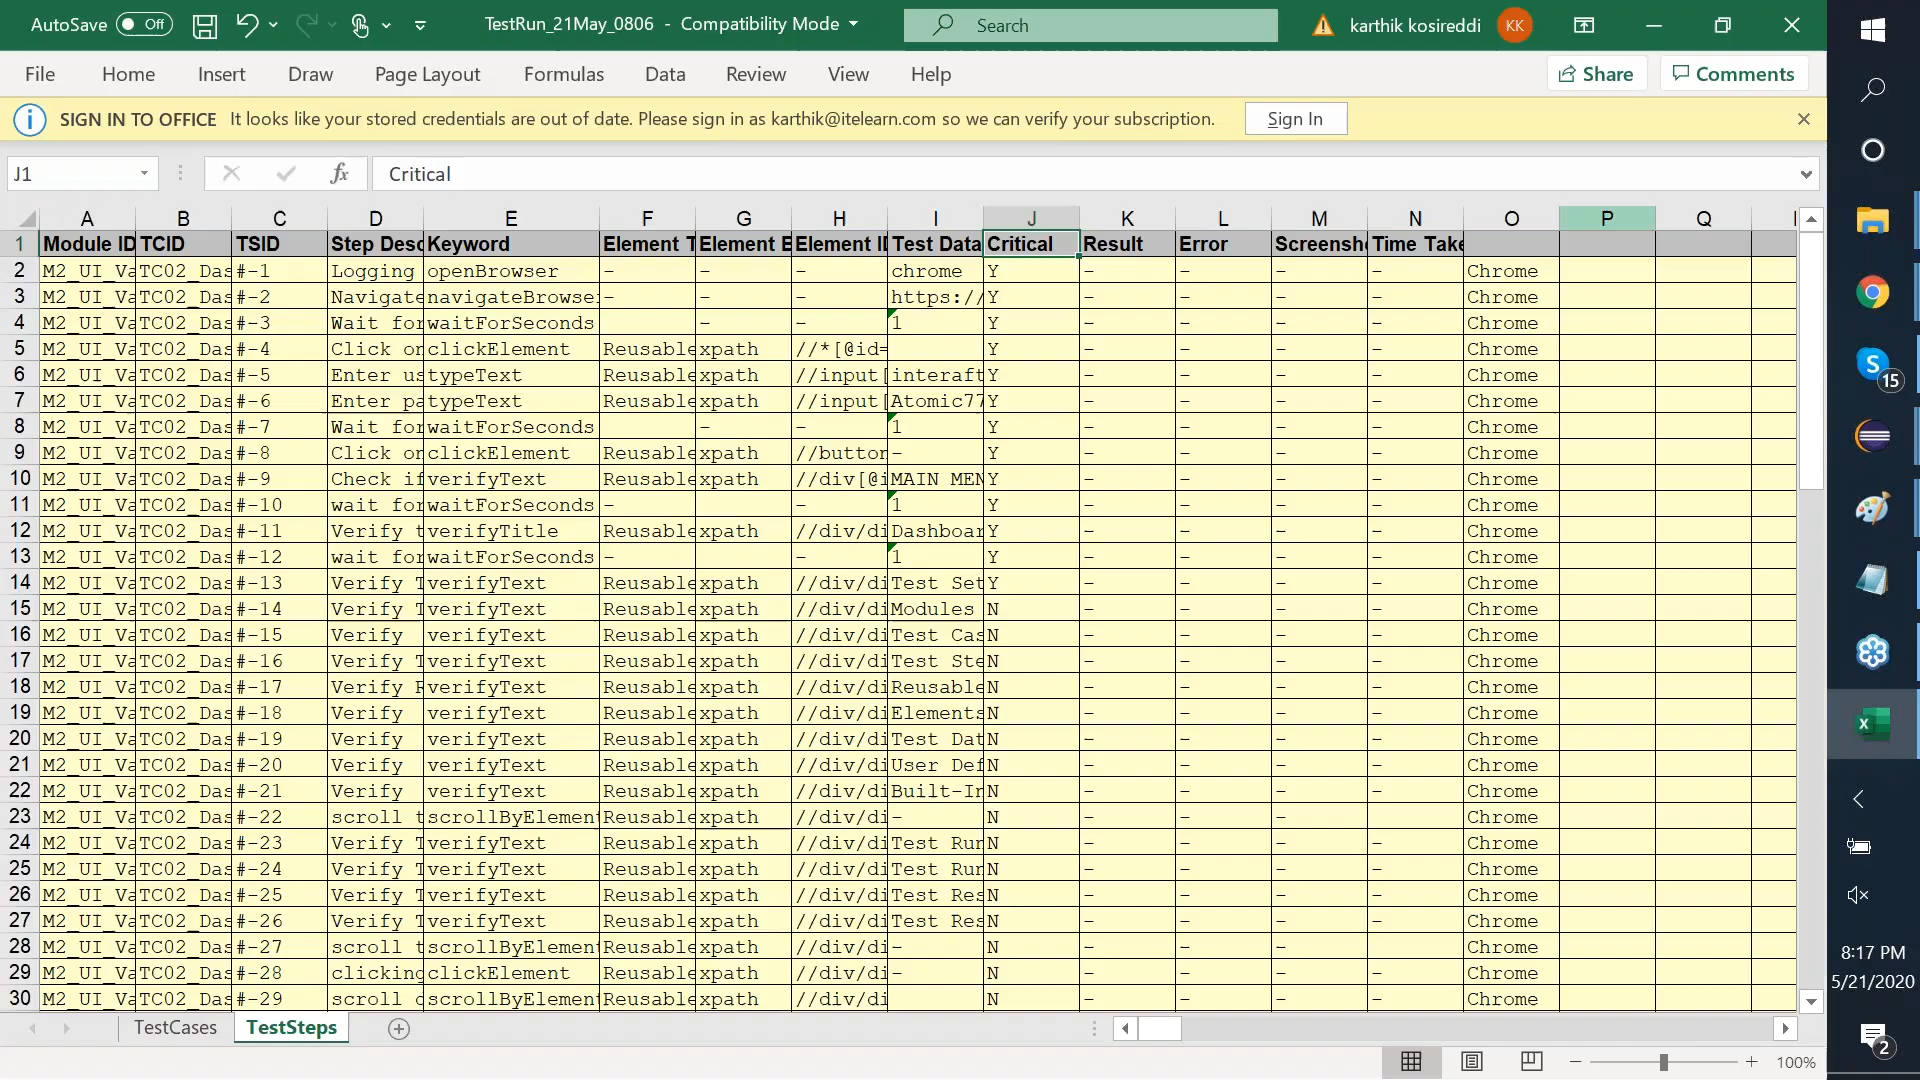 AutoSave Off TestRun_21May_0806 - Compatibility Mode Search karthik kosireddi KK
File Home Insert Draw Page Layout Formulas Data Review View Help Share Comments
SIGN IN TO OFFICE It looks like your stored credentials are out of date. Please sign in as karthik@itelearn.com so we can verify your subscription. Sign In
J1 fx Critical
A B C D E F G H I J K L M N O P Q
1 Module ID TCID TSID Step Desc Keyword Element T Element E Element ID Test Data Critical Result Error Screensh Time Take
2 M2_UI_Va TC02_Das #-1 Logging openBrowser - - - chrome Y - - - - Chrome
3 M2_UI_Va TC02_Das #-2 Navigate navigateBrowse - - - https:// Y - - - - Chrome
4 M2_UI_Va TC02_Das #-3 Wait for waitForSeconds - - 1 Y - - - - Chrome
5 M2_UI_Va TC02_Das #-4 Click on clickElement Reusable xpath //*[@id= Y - - - - Chrome
6 M2_UI_Va TC02_Das #-5 Enter us typeText Reusable xpath //input[ interaft Y - - - - Chrome
7 M2_UI_Va TC02_Das #-6 Enter pa typeText Reusable xpath //input[ Atomic77 Y - - - - Chrome
8 M2_UI_Va TC02_Das #-7 Wait for waitForSeconds - - 1 Y - - - - Chrome
9 M2_UI_Va TC02_Das #-8 Click on clickElement Reusable xpath //button - Y - - - - Chrome
10 M2_UI_Va TC02_Das #-9 Check if verifyText Reusable xpath //div[@i MAIN MEN Y - - - - Chrome
11 M2_UI_Va TC02_Das #-10 wait for waitForSeconds - - 1 Y - - - - Chrome
12 M2_UI_Va TC02_Das #-11 Verify t verifyTitle Reusable xpath //div/di Dashboar Y - - - - Chrome
13 M2_UI_Va TC02_Das #-12 wait for waitForSeconds - - 1 Y - - - - Chrome
14 M2_UI_Va TC02_Das #-13 Verify T verifyText Reusable xpath //div/di Test Set Y - - - - Chrome
15 M2_UI_Va TC02_Das #-14 Verify T verifyText Reusable xpath //div/di Modules N - - - - Chrome
16 M2_UI_Va TC02_Das #-15 Verify verifyText Reusable xpath //div/di Test Cas N - - - - Chrome
17 M2_UI_Va TC02_Das #-16 Verify T verifyText Reusable xpath //div/di Test Ste N - - - - Chrome
18 M2_UI_Va TC02_Das #-17 Verify R verifyText Reusable xpath //div/di Reusable N - - - - Chrome
19 M2_UI_Va TC02_Das #-18 Verify verifyText Reusable xpath //div/di Elements N - - - - Chrome
20 M2_UI_Va TC02_Das #-19 Verify verifyText Reusable xpath //div/di Test Dat N - - - - Chrome
21 M2_UI_Va TC02_Das #-20 Verify verifyText Reusable xpath //div/di User Def N - - - - Chrome
22 M2_UI_Va TC02_Das #-21 Verify verifyText Reusable xpath //div/di Built-In N - - - - Chrome
23 M2_UI_Va TC02_Das #-22 scroll t scrollByElement Reusable xpath //div/di - N - - - - Chrome
24 M2_UI_Va TC02_Das #-23 Verify T verifyText Reusable xpath //div/di Test Run N - - - - Chrome
25 M2_UI_Va TC02_Das #-24 Verify T verifyText Reusable xpath //div/di Test Run N - - - - Chrome
26 M2_UI_Va TC02_Das #-25 Verify T verifyText Reusable xpath //div/di Test Res N - - - - Chrome
27 M2_UI_Va TC02_Das #-26 Verify T verifyText Reusable xpath //div/di Test Res N - - - - Chrome
28 M2_UI_Va TC02_Das #-27 scroll t scrollByElement Reusable xpath //div/di - N - - - Chrome
29 M2_UI_Va TC02_Das #-28 clicking clickElement Reusable xpath //div/di - N - - - - Chrome
30 M2_UI_Va TC02_Das #-29 scroll c scrollByElement Reusable xpath //div/di N - - - - Chrome
TestCases TestSteps
100%
15
8:17 PM
5/21/2020
2